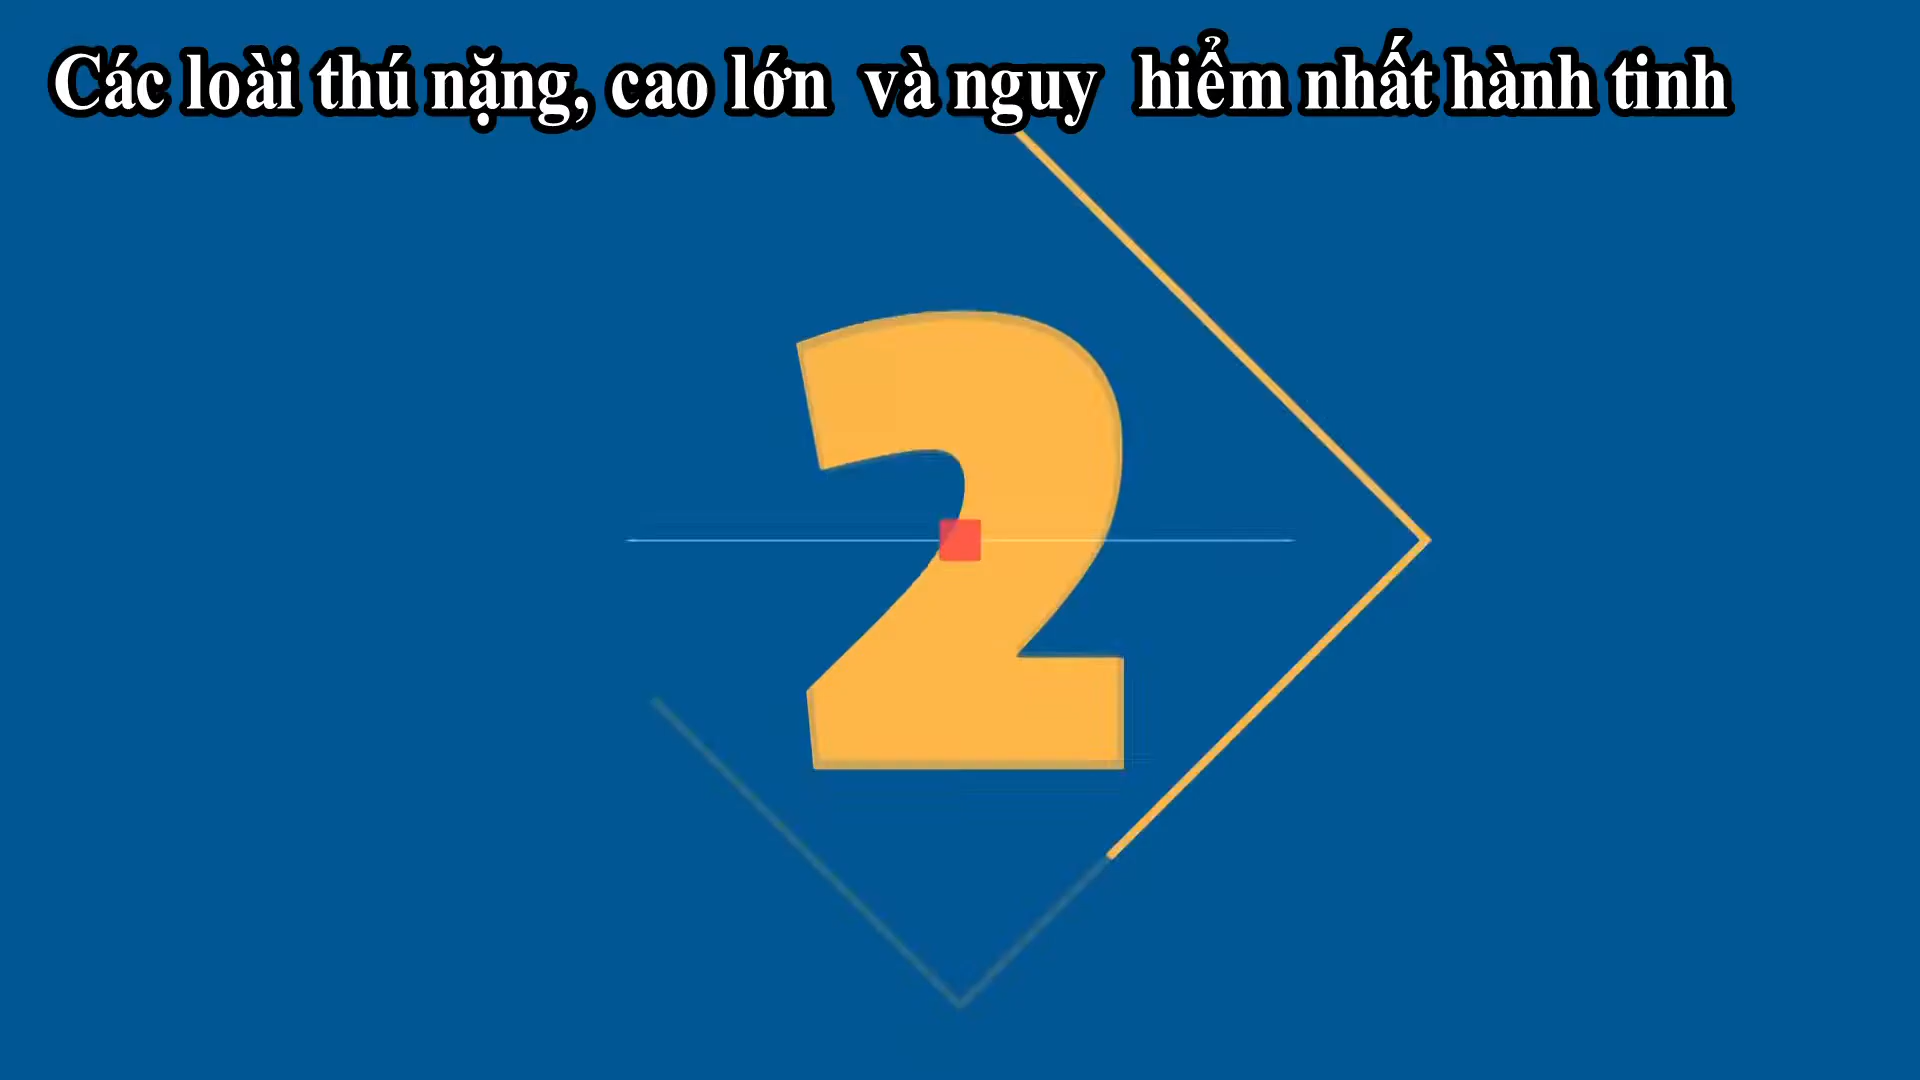 Các loài thú nặng, cao lớn và nguy hiểm nhất hành tinh
2